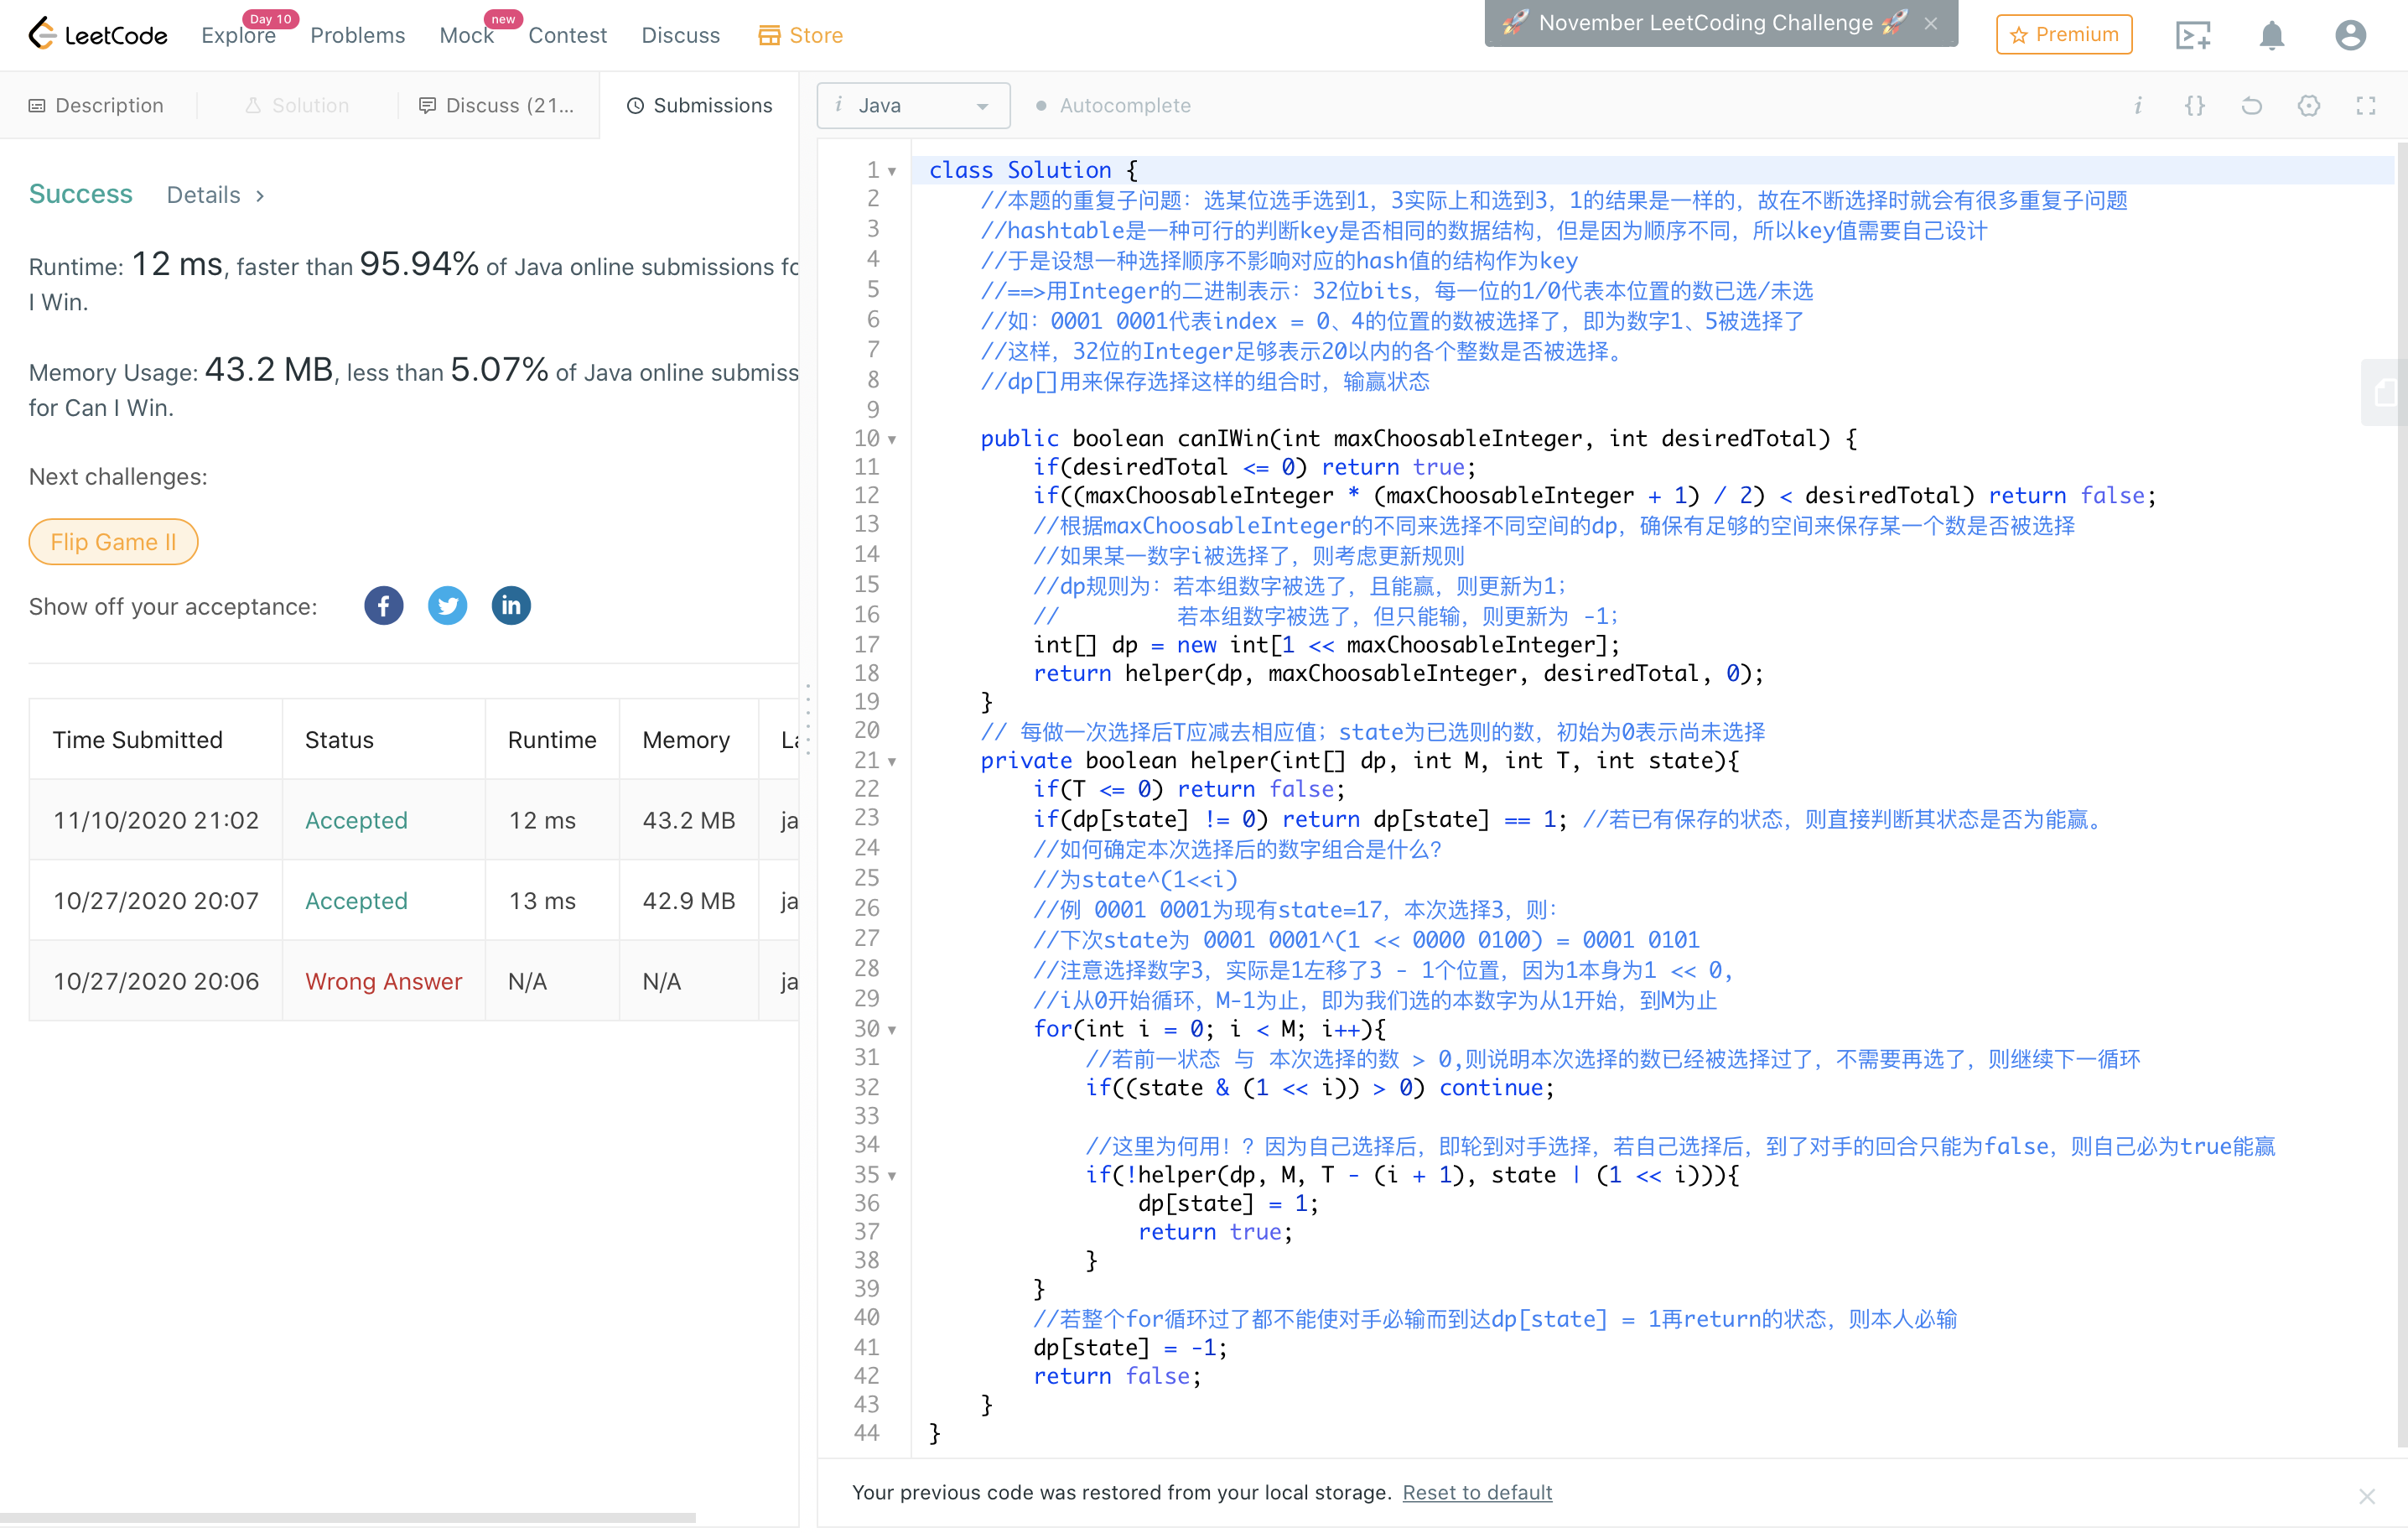 LeetCode
Explore
Day 10
Problems
Mock
new
Contest
Discuss
Store
🚀 November LeetCoding Challenge 🚀
Premium
Description
Solution
Discuss (21...
Submissions
i Java
Autocomplete
Success Details >
Runtime: 12 ms, faster than 95.94% of Java online submissions fo
I Win.
Memory Usage: 43.2 MB, less than 5.07% of Java online submiss
for Can I Win.
Next challenges:
Flip Game II
Show off your acceptance:
Time Submitted Status Runtime Memory La
11/10/2020 21:02 Accepted 12 ms 43.2 MB ja
10/27/2020 20:07 Accepted 13 ms 42.9 MB ja
10/27/2020 20:06 Wrong Answer N/A N/A ja
1 class Solution {
2 //本题的重复子问题：选某位选手选到1，3实际上和选到3，1的结果是一样的，故在不断选择时就会有很多重复子问题
3 //hashtable是一种可行的判断key是否相同的数据结构，但是因为顺序不同，所以key值需要自己设计
4 //于是设想一种选择顺序不影响对应的hash值的结构作为key
5 //==>用Integer的二进制表示：32位bits，每一位的1/0代表本位置的数已选/未选
6 //如：0001 0001代表index = 0、4的位置的数被选择了，即为数字1、5被选择了
7 //这样，32位的Integer足够表示20以内的各个整数是否被选择。
8 //dp[]用来保存选择这样的组合时，输赢状态
9
10 public boolean canIWin(int maxChoosableInteger, int desiredTotal) {
11 if(desiredTotal <= 0) return true;
12 if((maxChoosableInteger * (maxChoosableInteger + 1) / 2) < desiredTotal) return false;
13 //根据maxChoosableInteger的不同来选择不同空间的dp，确保有足够的空间来保存某一个数是否被选择
14 //如果某一数字i被选择了，则考虑更新规则
15 //dp规则为：若本组数字被选了，且能赢，则更新为1；
16 // 若本组数字被选了，但只能输，则更新为 -1；
17 int[] dp = new int[1 << maxChoosableInteger];
18 return helper(dp, maxChoosableInteger, desiredTotal, 0);
19 }
20 // 每做一次选择后T应减去相应值；state为已选则的数，初始为0表示尚未选择
21 private boolean helper(int[] dp, int M, int T, int state){
22 if(T <= 0) return false;
23 if(dp[state] != 0) return dp[state] == 1; //若已有保存的状态，则直接判断其状态是否为能赢。
24 //如何确定本次选择后的数字组合是什么？
25 //为state^(1<<i)
26 //例 0001 0001为现有state=17，本次选择3，则：
27 //下次state为 0001 0001^(1 << 0000 0100) = 0001 0101
28 //注意选择数字3，实际是1左移了3 - 1个位置，因为1本身为1 << 0，
29 //i从0开始循环，M-1为止，即为我们选的本数字为从1开始，到M为止
30 for(int i = 0; i < M; i++){
31 //若前一状态 与 本次选择的数 > 0,则说明本次选择的数已经被选择过了，不需要再选了，则继续下一循环
32 if((state & (1 << i)) > 0) continue;
33
34 //这里为何用！？因为自己选择后，即轮到对手选择，若自己选择后，到了对手的回合只能为false，则自己必为true能赢
35 if(!helper(dp, M, T - (i + 1), state | (1 << i))){
36 dp[state] = 1;
37 return true;
38 }
39 }
40 //若整个for循环过了都不能使对手必输而到达dp[state] = 1再return的状态，则本人必输
41 dp[state] = -1;
42 return false;
43 }
44 }
Your previous code was restored from your local storage. Reset to default